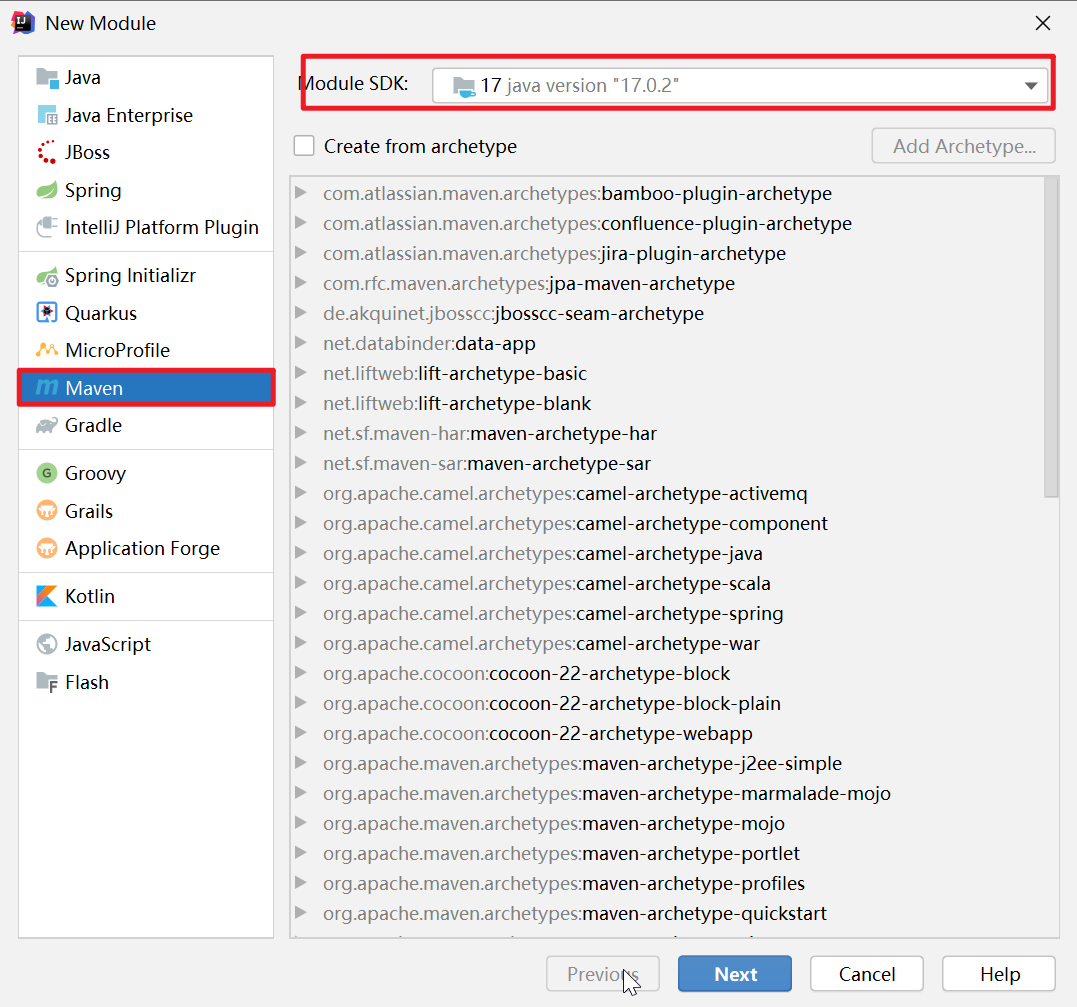 New Module
Java
Java Enterprise
JBoss
Spring
IntelliJ Platform Plugin
Spring Initializr
Quarkus
MicroProfile
Maven
Gradle
Groovy
Grails
Application Forge
Kotlin
JavaScript
Flash
Module SDK: 17 java version "17.0.2"
Create from archetype Add Archetype...
com.atlassian.maven.archetypes:bamboo-plugin-archetype
com.atlassian.maven.archetypes:confluence-plugin-archetype
com.atlassian.maven.archetypes:jira-plugin-archetype
com.rfc.maven.archetypes:jpa-maven-archetype
de.akquinet.jbosscc:jbosscc-seam-archetype
net.databinder:data-app
net.liftweb:lift-archetype-basic
net.liftweb:lift-archetype-blank
net.sf.maven-har:maven-archetype-har
net.sf.maven-sar:maven-archetype-sar
org.apache.camel.archetypes:camel-archetype-activemq
org.apache.camel.archetypes:camel-archetype-component
org.apache.camel.archetypes:camel-archetype-java
org.apache.camel.archetypes:camel-archetype-scala
org.apache.camel.archetypes:camel-archetype-spring
org.apache.camel.archetypes:camel-archetype-war
org.apache.cocoon:cocoon-22-archetype-block
org.apache.cocoon:cocoon-22-archetype-block-plain
org.apache.cocoon:cocoon-22-archetype-webapp
org.apache.maven.archetypes:maven-archetype-j2ee-simple
org.apache.maven.archetypes:maven-archetype-marmalade-mojo
org.apache.maven.archetypes:maven-archetype-mojo
org.apache.maven.archetypes:maven-archetype-portlet
org.apache.maven.archetypes:maven-archetype-profiles
org.apache.maven.archetypes:maven-archetype-quickstart
Previous Next Cancel Help